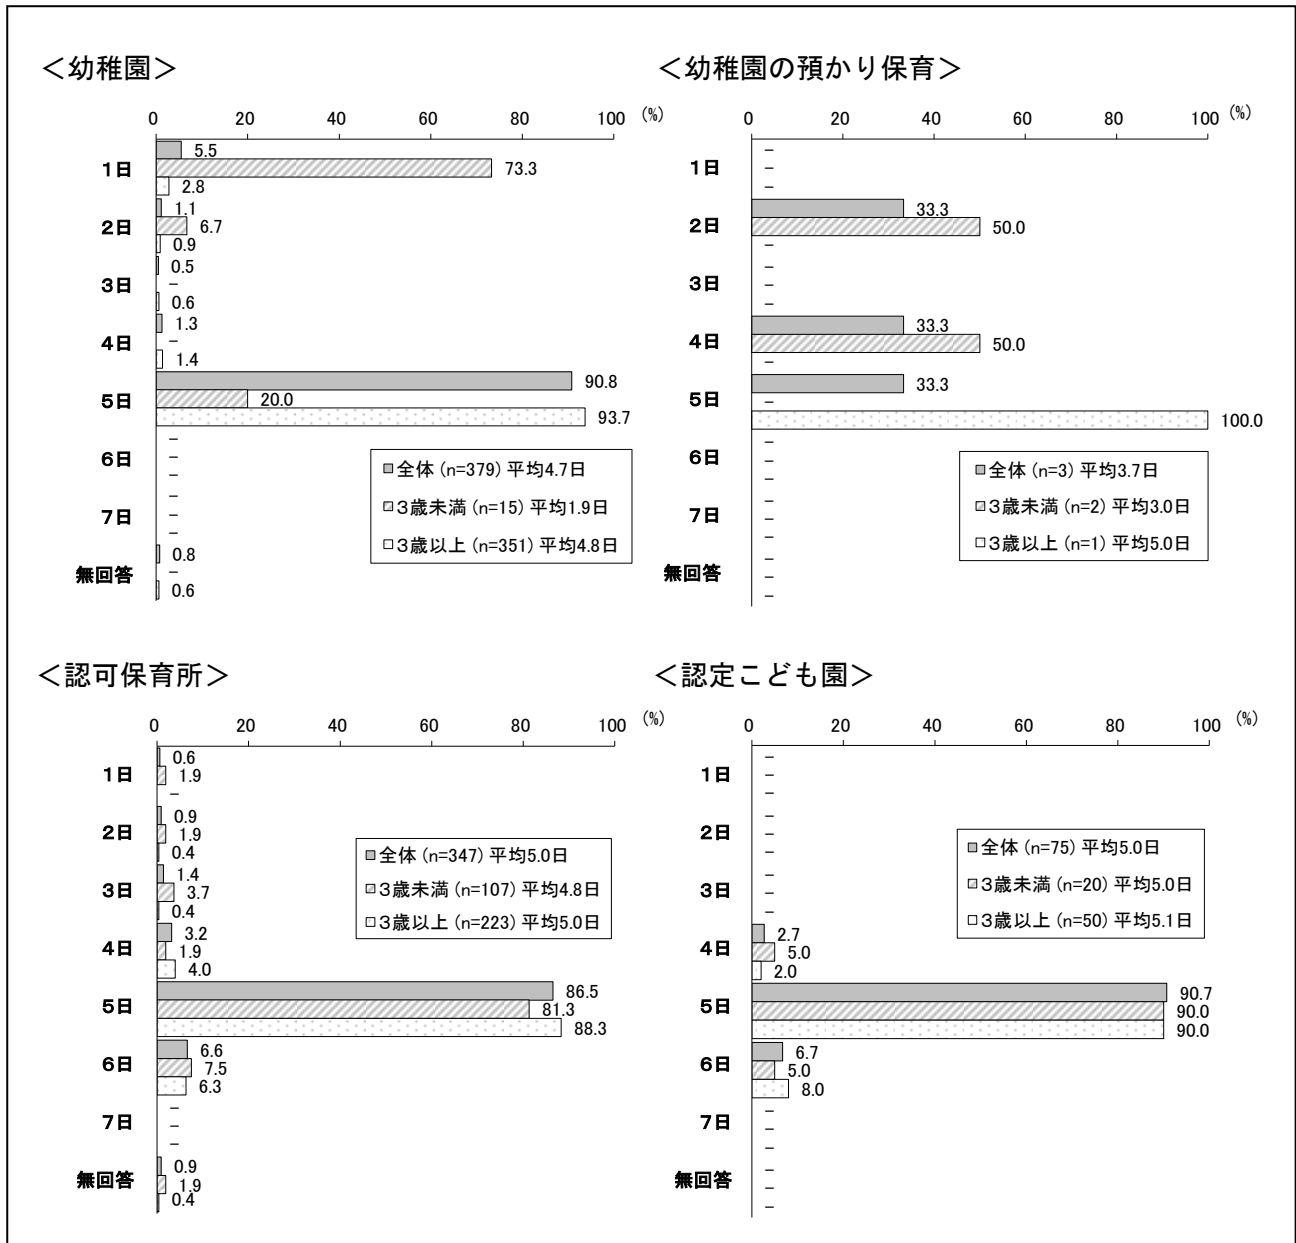 ＜幼稚園＞
0 20 40 60 80 100 (%)
1日
5.5
73.3
2.8
2日
1.1
6.7
0.9
3日
0.5
－
0.6
4日
1.3
－
1.4
5日
90.8
20.0
93.7
6日
－
－
－
7日
－
－
－
無回答
0.8
－
0.6
全体 (n=379) 平均4.7日
３歳未満 (n=15) 平均1.9日
３歳以上 (n=351) 平均4.8日
＜幼稚園の預かり保育＞
0 20 40 60 80 100 (%)
1日
－
－
－
2日
33.3
50.0
3日
－
－
－
4日
33.3
50.0
5日
33.3
－
100.0
6日
－
－
－
7日
－
－
－
無回答
－
－
－
全体 (n=3) 平均3.7日
３歳未満 (n=2) 平均3.0日
３歳以上 (n=1) 平均5.0日
＜認可保育所＞
0 20 40 60 80 100 (%)
1日
0.6
1.9
－
2日
0.9
1.9
0.4
3日
1.4
3.7
0.4
4日
3.2
1.9
4.0
5日
86.5
81.3
88.3
6日
6.6
7.5
6.3
7日
－
－
－
無回答
0.9
1.9
0.4
全体 (n=347) 平均5.0日
３歳未満 (n=107) 平均4.8日
３歳以上 (n=223) 平均5.0日
＜認定こども園＞
0 20 40 60 80 100 (%)
1日
－
－
－
2日
－
－
－
3日
－
－
－
4日
2.7
5.0
2.0
5日
90.7
90.0
90.0
6日
6.7
5.0
8.0
7日
－
－
－
無回答
－
－
－
全体 (n=75) 平均5.0日
３歳未満 (n=20) 平均5.0日
３歳以上 (n=50) 平均5.1日